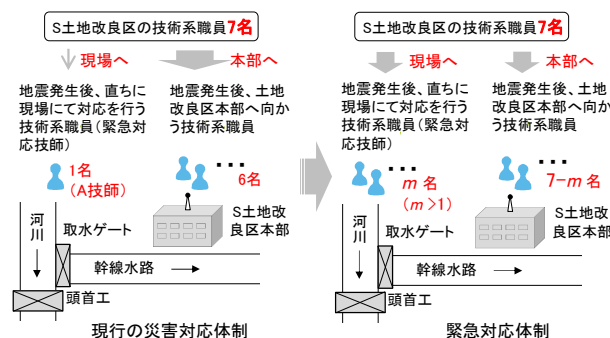 S土地改良区の技術系職員7名
現場へ
本部へ
地震発生後、直ちに
現場にて対応を行う
技術系職員(緊急対
応技師)
地震発生後、土地
改良区本部へ向か
う技術系職員
1名
(A技師)
…
6名
河川
取水ゲート
S土地改
良区本部
幹線水路
頭首工
現行の災害対応体制
S土地改良区の技術系職員7名
現場へ
本部へ
地震発生後、直ちに
現場にて対応を行う
技術系職員(緊急対
応技師)
地震発生後、土地
改良区本部へ向か
う技術系職員
…
m 名
(m >1)
…
7−m 名
河川
取水ゲート
S土地改
良区本部
幹線水路
頭首工
緊急対応体制